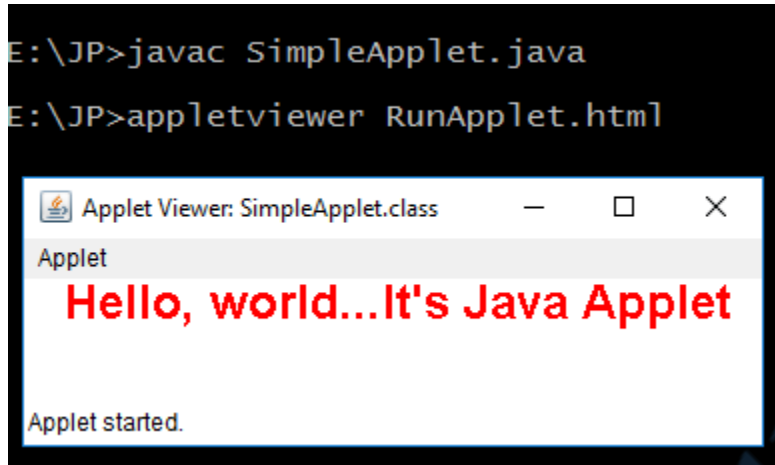 E:\JP>javac SimpleApplet.java
E:\JP>appletviewer RunApplet.html
Applet Viewer: SimpleApplet.class
Applet
Hello, world...It's Java Applet
Applet started.